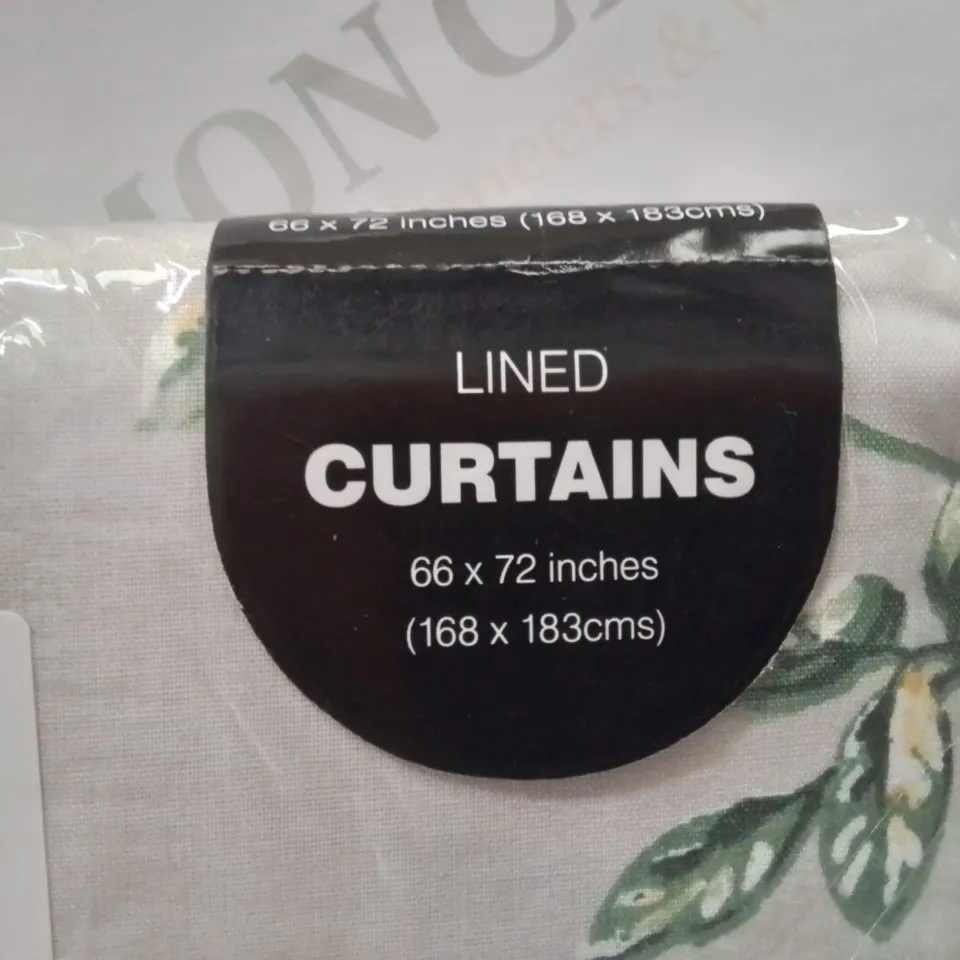 66 x 72 inches (168 x 183cms)
LINED
CURTAINS
66 x 72 inches
(168 x 183cms)